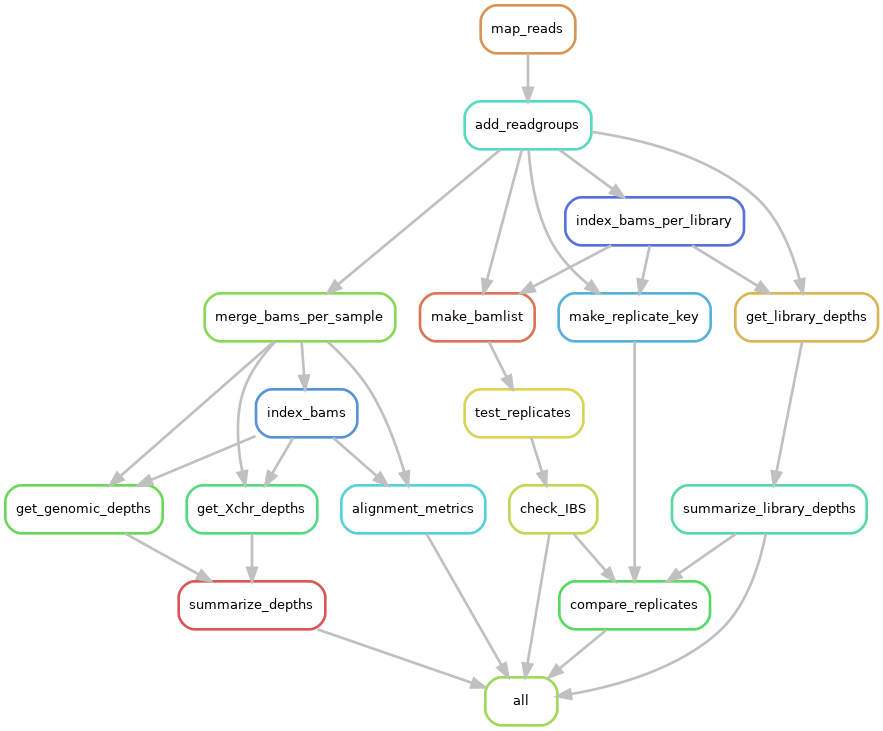 map_reads
add_readgroups
index_bams_per_library
merge_bams_per_sample
make_bamlist
make_replicate_key
get_library_depths
index_bams
test_replicates
get_genomic_depths
get_Xchr_depths
alignment_metrics
check_IBS
summarize_library_depths
summarize_depths
compare_replicates
all